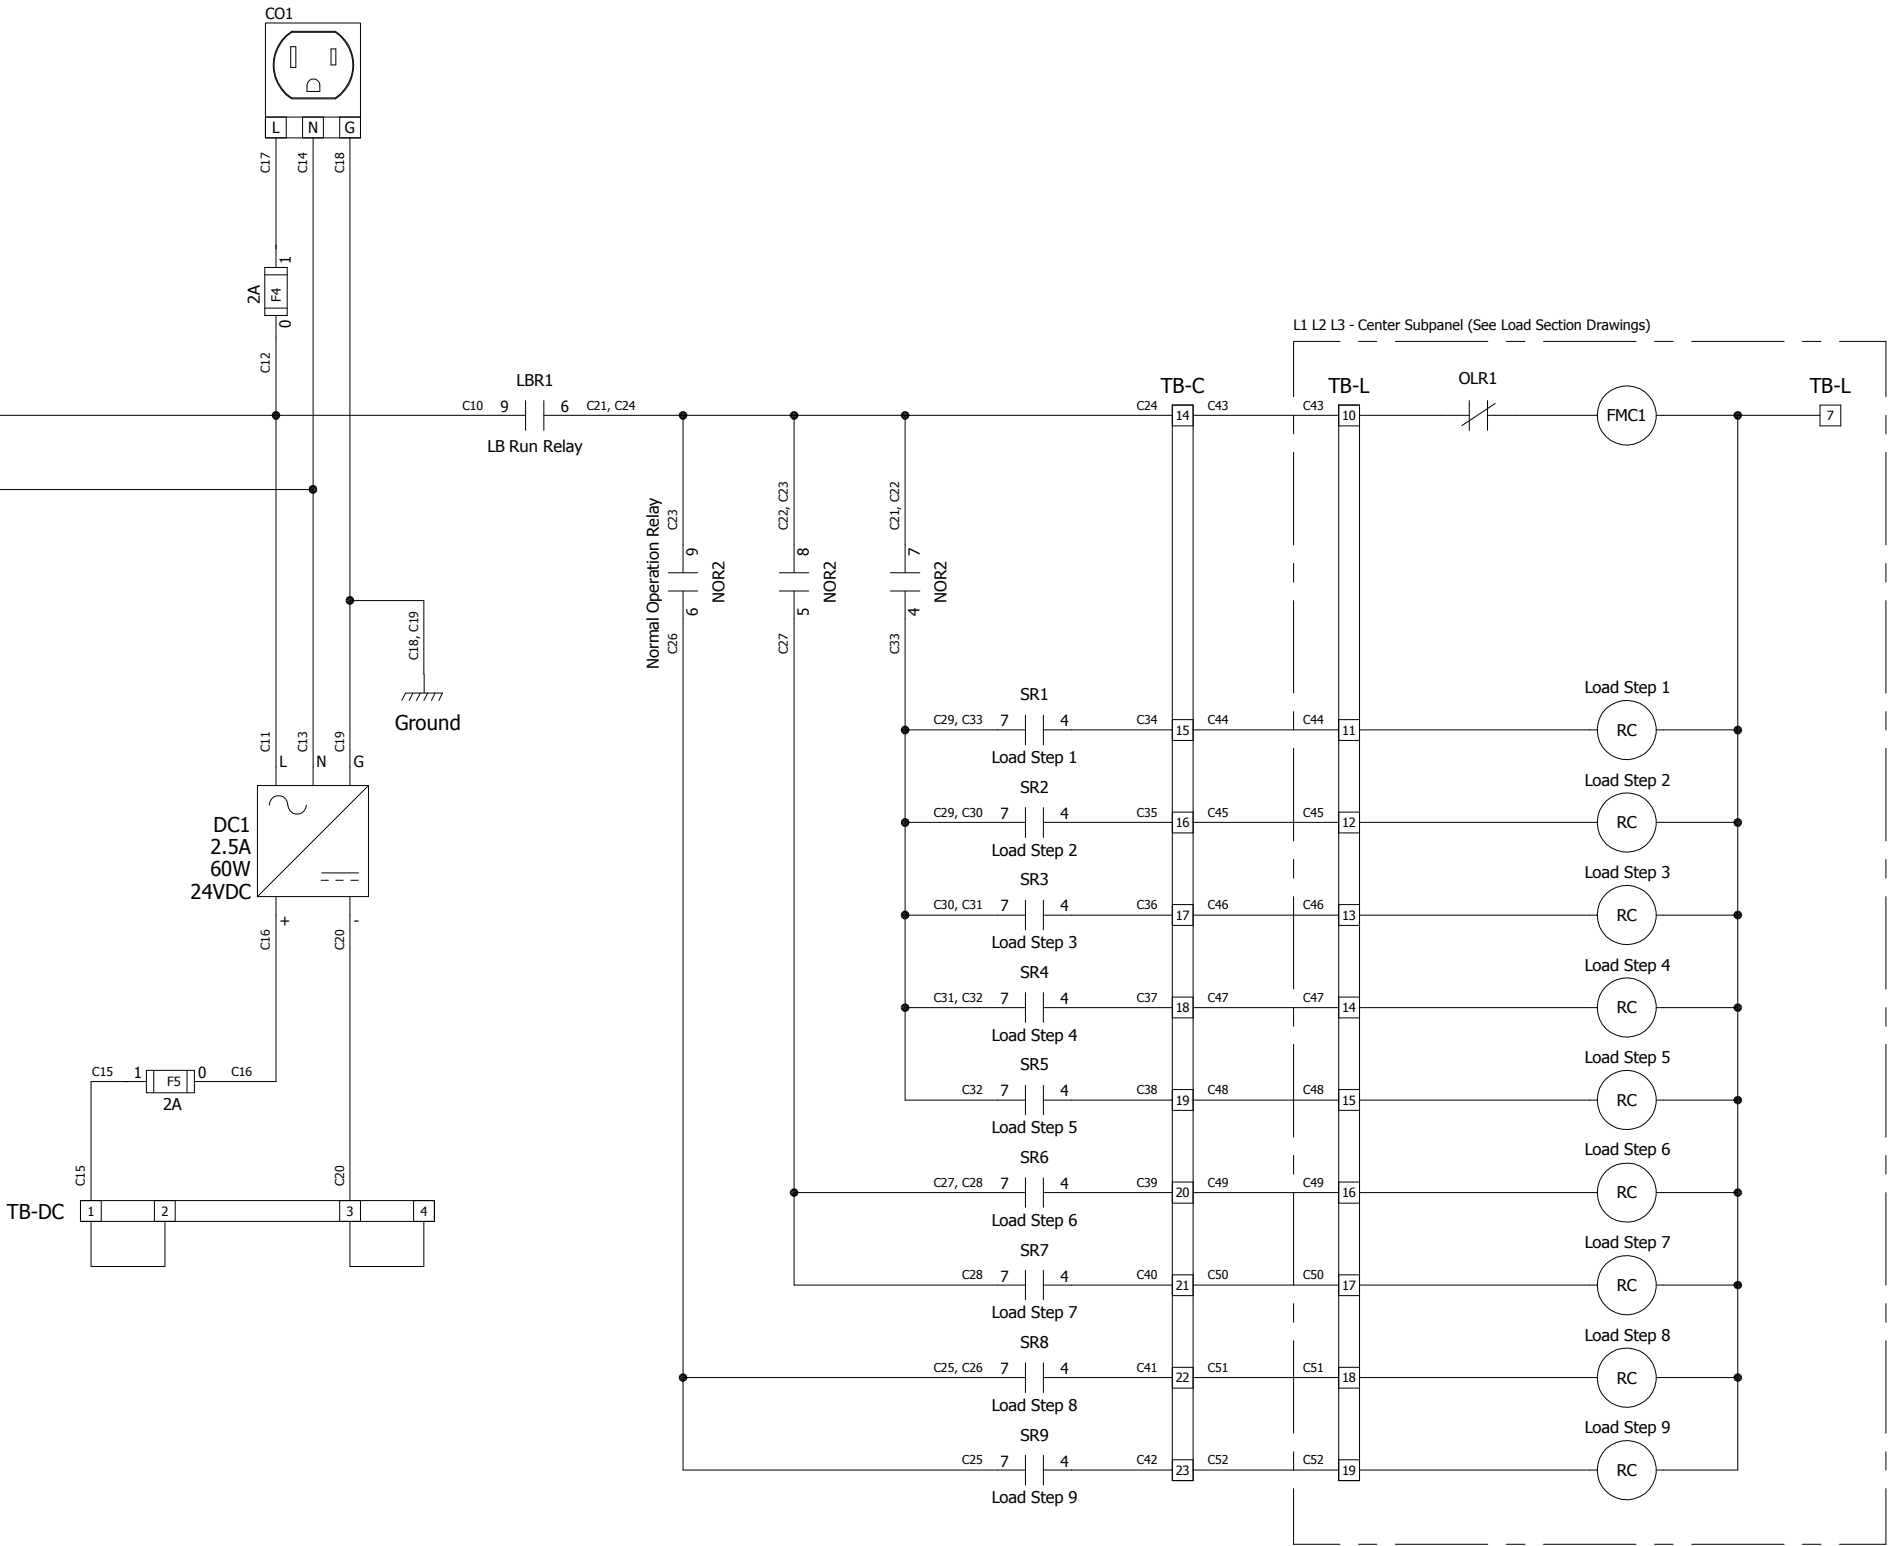 CO1
L N G
C17 C14 C18
1
2A F4
0
C12
L1 L2 L3 - Center Subpanel (See Load Section Drawings)
LBR1
C10 9 6 C21, C24
LB Run Relay
TB-C TB-L OLR1 TB-L
C24 14 C43 C43 10 FMC1 7
Normal Operation Relay
C23 C22, C23 C21, C22
9 8 7
NOR2 NOR2 NOR2
6 5 4
C26 C27 C33
C18, C19
Ground
C11 C13 C19
L N G
DC1
2.5A
60W
24VDC
+ -
C16 C20
C15 1 F5 0 C16
2A
C15 C20
TB-DC 1 2 3 4
SR1 Load Step 1
C29, C33 7 4 C34 15 C44 C44 11 RC
Load Step 1
SR2 Load Step 2
C29, C30 7 4 C35 16 C45 C45 12 RC
Load Step 2
SR3 Load Step 3
C30, C31 7 4 C36 17 C46 C46 13 RC
Load Step 3
SR4 Load Step 4
C31, C32 7 4 C37 18 C47 C47 14 RC
Load Step 4
SR5 Load Step 5
C32 7 4 C38 19 C48 C48 15 RC
Load Step 5
SR6 Load Step 6
C27, C28 7 4 C39 20 C49 C49 16 RC
Load Step 6
SR7 Load Step 7
C28 7 4 C40 21 C50 C50 17 RC
Load Step 7
SR8 Load Step 8
C25, C26 7 4 C41 22 C51 C51 18 RC
Load Step 8
SR9 Load Step 9
C25 7 4 C42 23 C52 C52 19 RC
Load Step 9